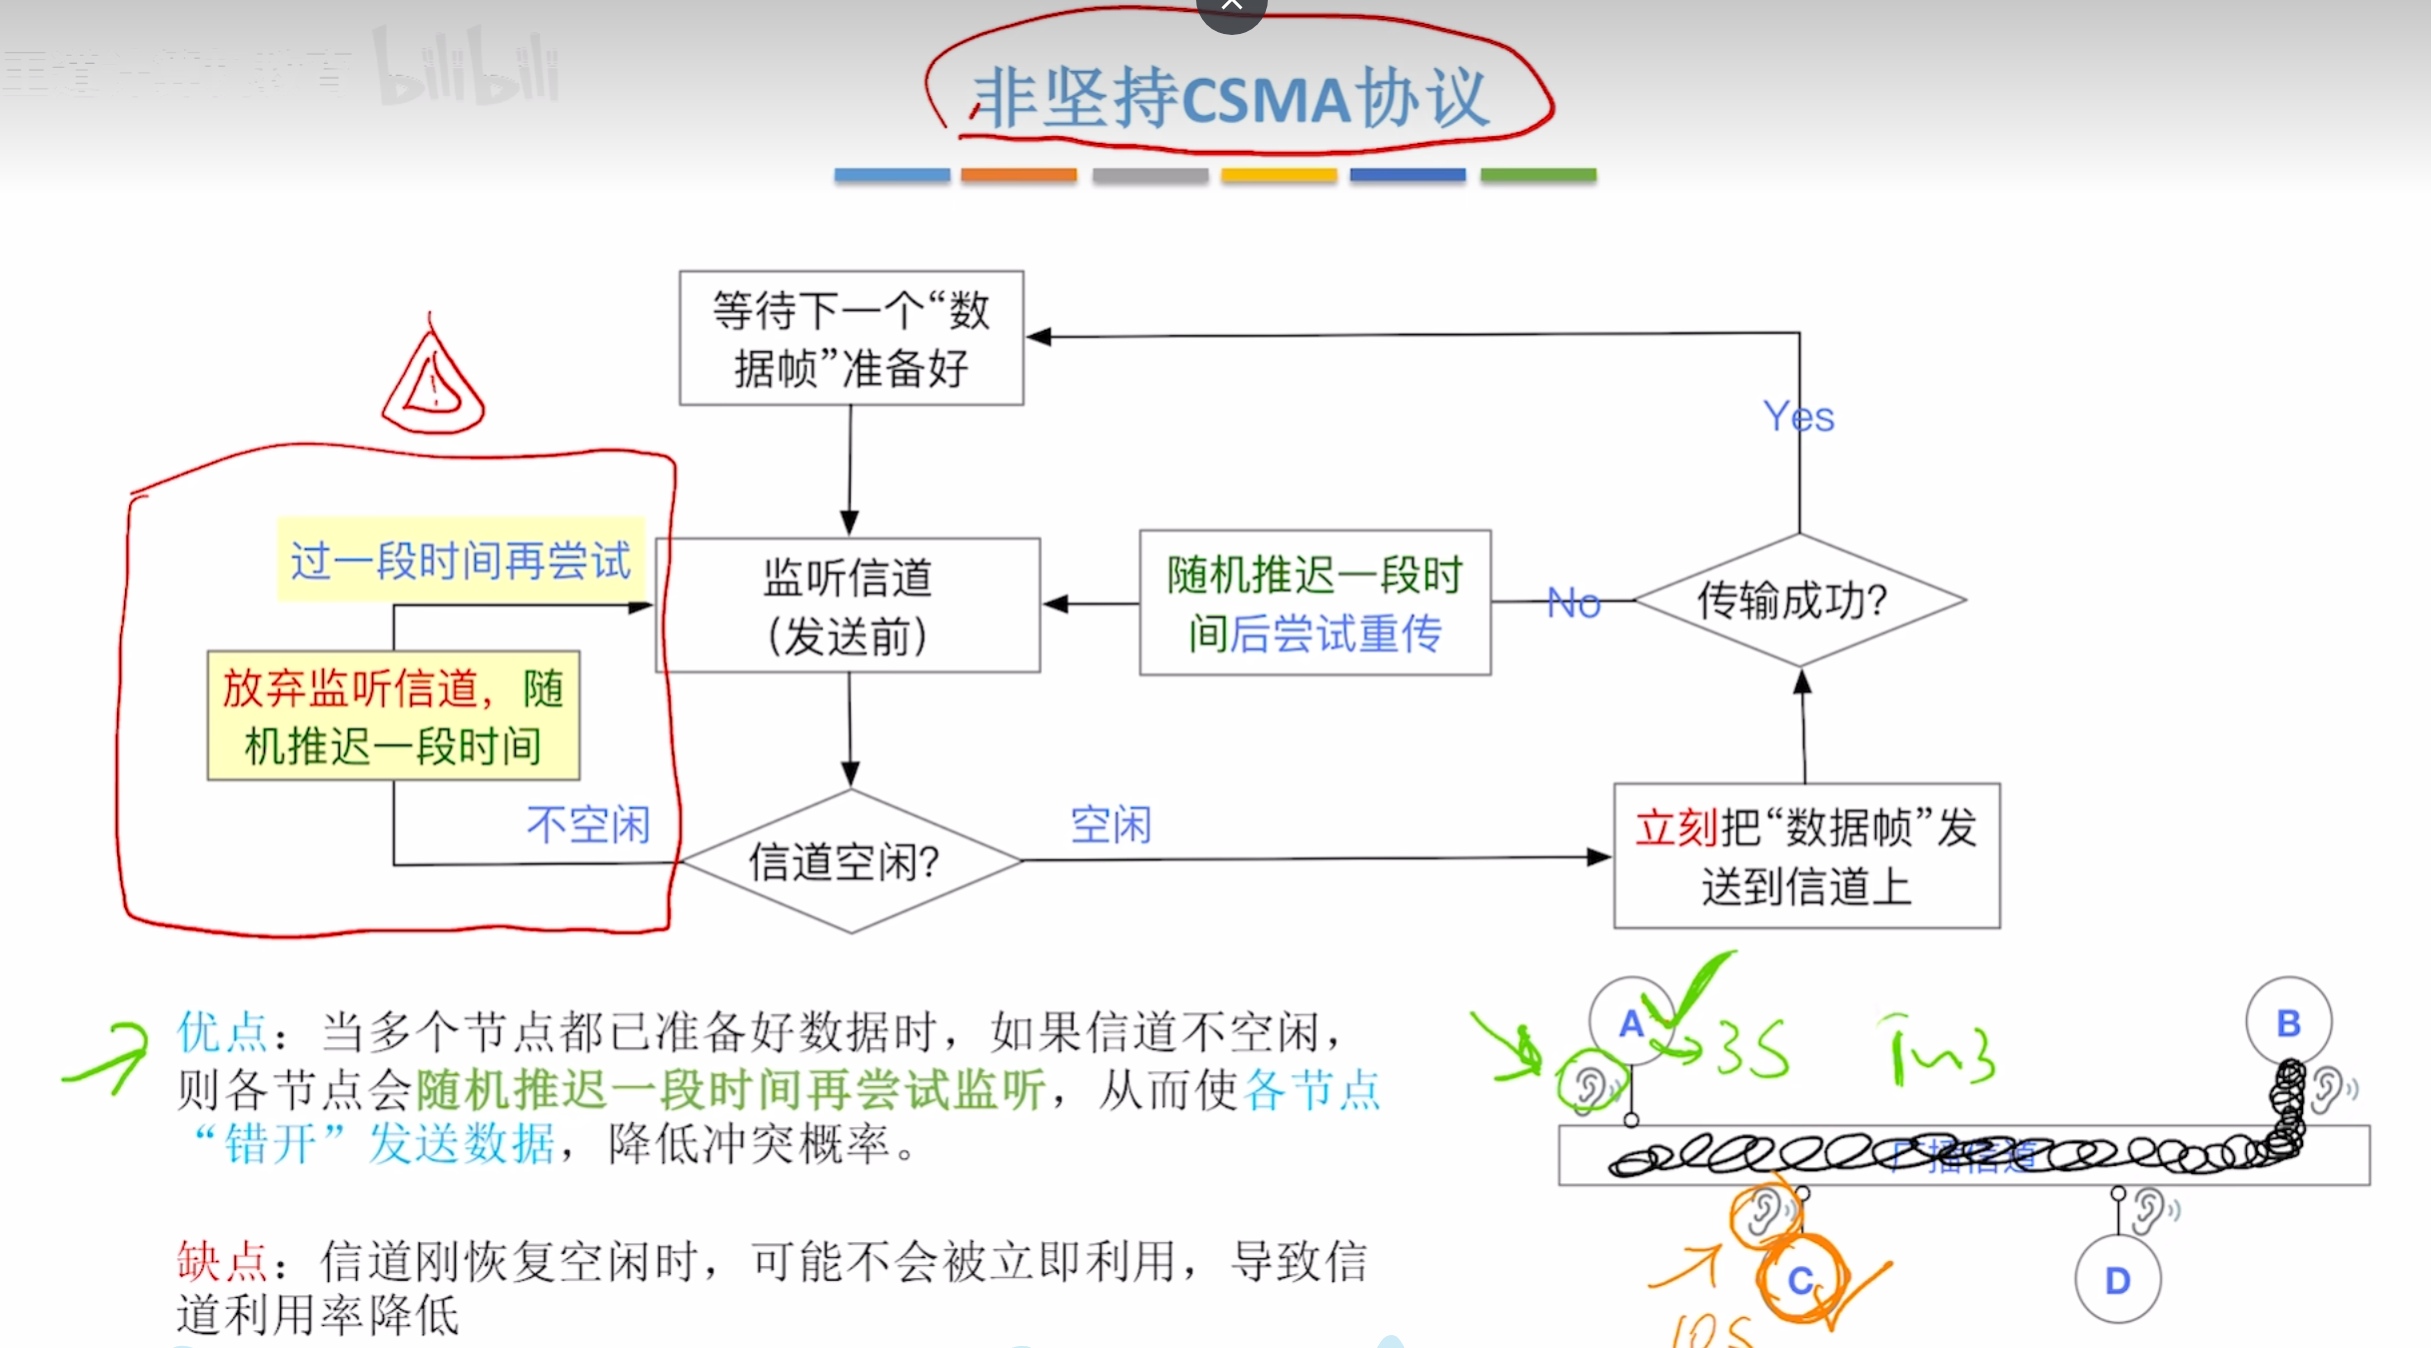 bilibili
非坚持CSMA协议
等待下一个“数
据帧”准备好
Yes
过一段时间再尝试
监听信道
(发送前)
随机推迟一段时
间后尝试重传
No
传输成功?
放弃监听信道，随
机推迟一段时间
不空闲
信道空闲?
空闲
立刻把“数据帧”发
送到信道上
优点：当多个节点都已准备好数据时，如果信道不空闲，
则各节点会随机推迟一段时间再尝试监听，从而使各节点
“错开”发送数据，降低冲突概率。
缺点：信道刚恢复空闲时，可能不会被立即利用，导致信
道利用率降低
A
3S
B
广播信道
C
D
10S